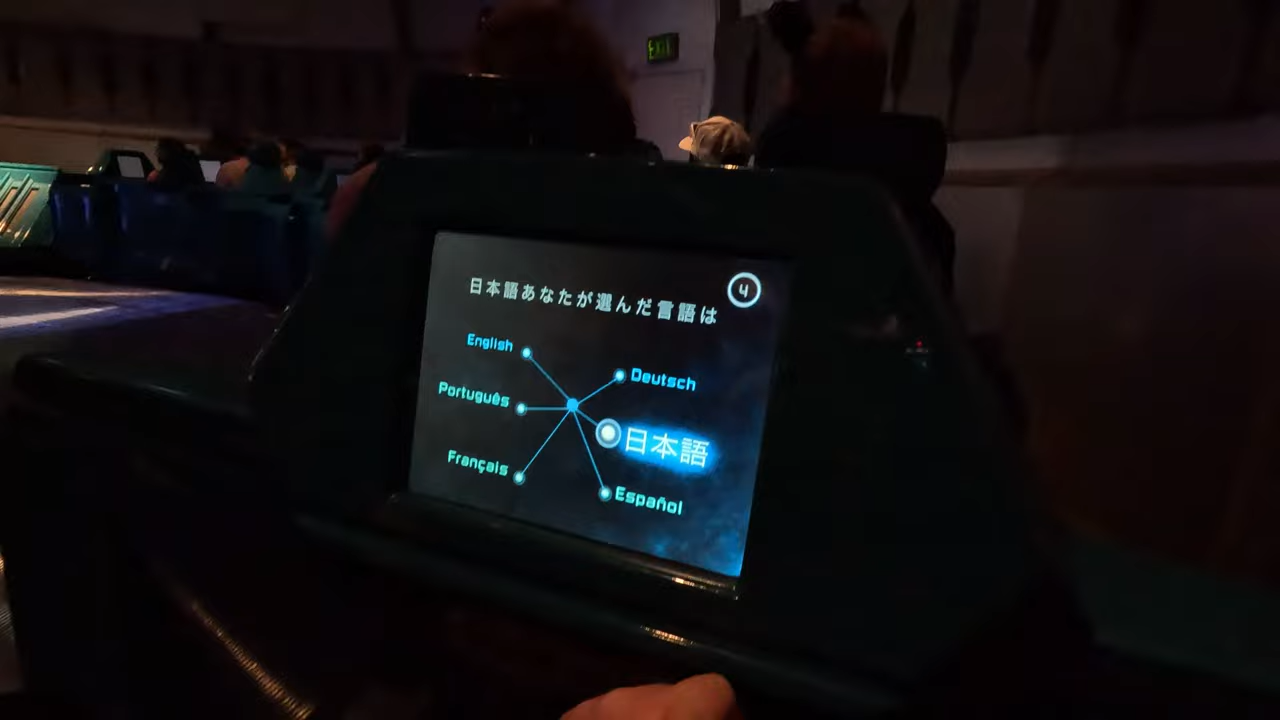 EXIT
4
日本語あなたが選んだ言語は
English
Deutsch
Português
日本語
Français
Español